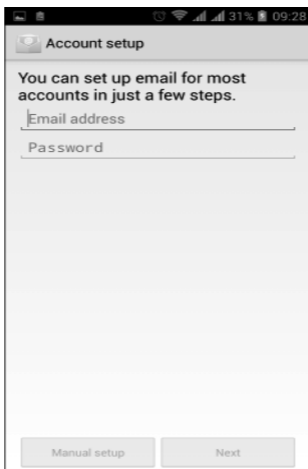 31% 09:28
Account setup
You can set up email for most
accounts in just a few steps.
Email address
Password
Manual setup Next